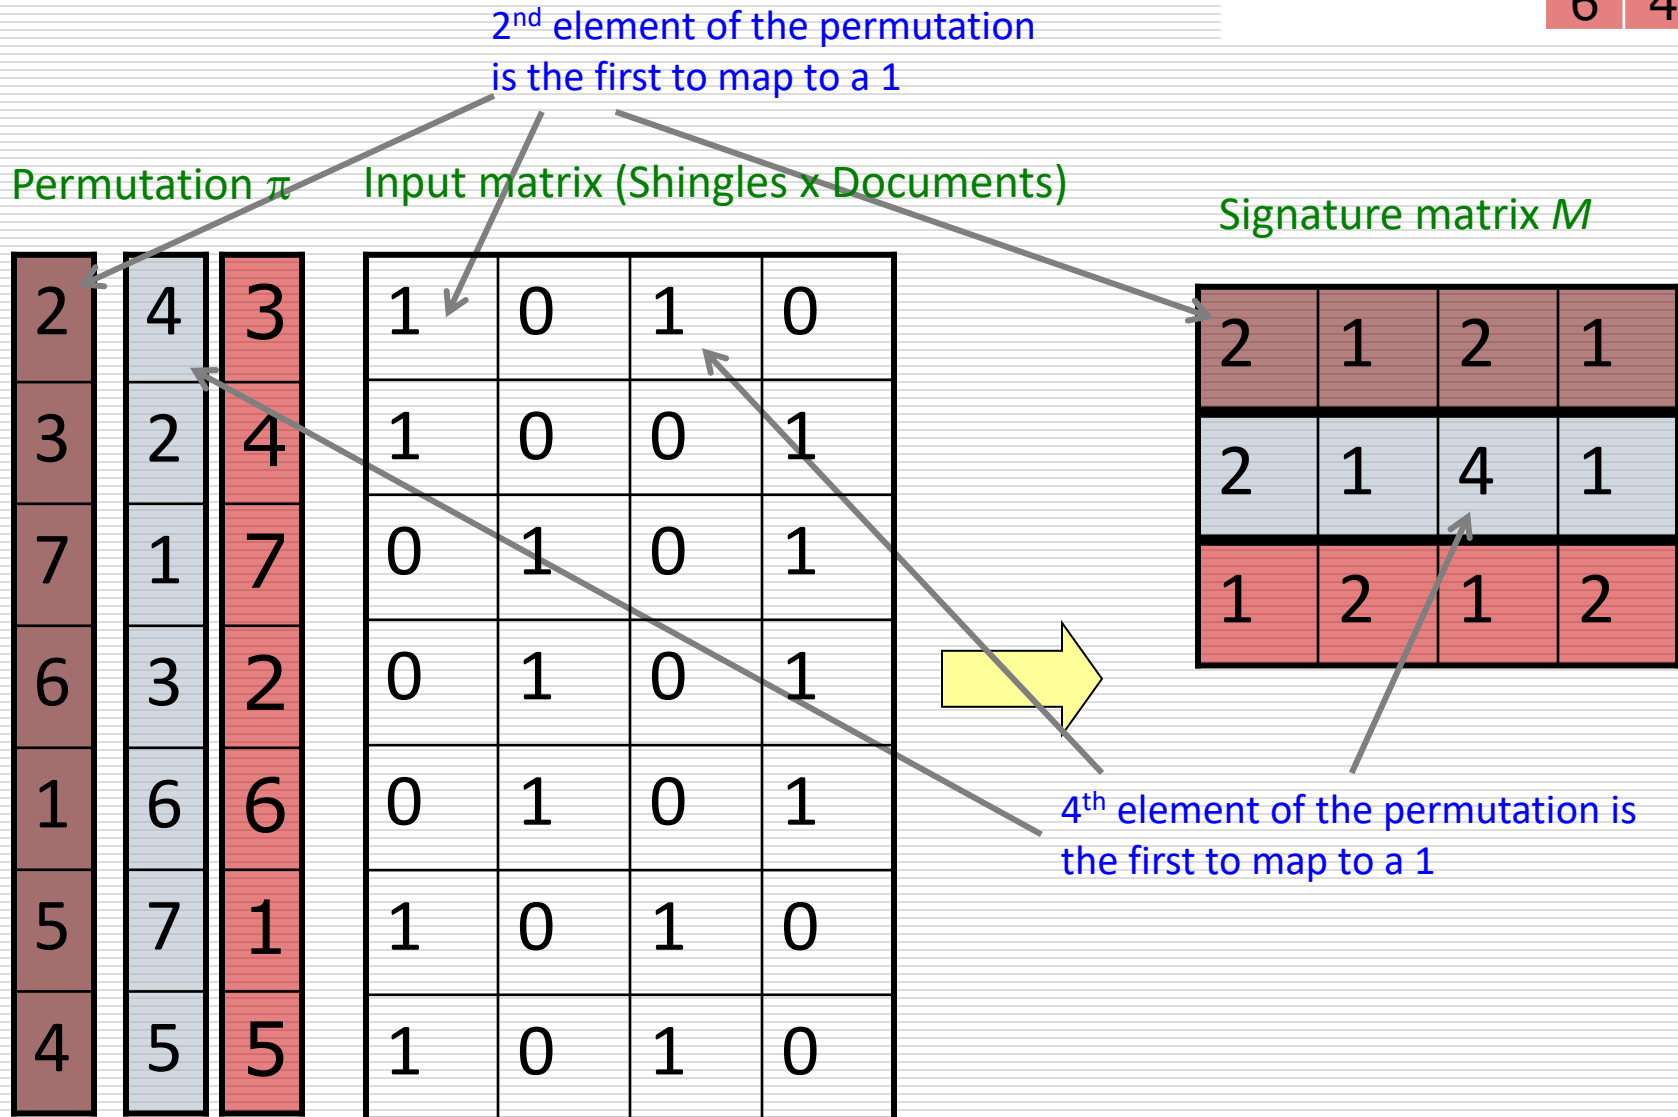 6 4
2nd element of the permutation
is the first to map to a 1
Permutation π
Input matrix (Shingles x Documents)
Signature matrix M
2 4 3 1 0 1 0
3 2 4 1 0 0 1
7 1 7 0 1 0 1
6 3 2 0 1 0 1
1 6 6 0 1 0 1
5 7 1 1 0 1 0
4 5 5 1 0 1 0
2 1 2 1
2 1 4 1
1 2 1 2
4th element of the permutation is
the first to map to a 1